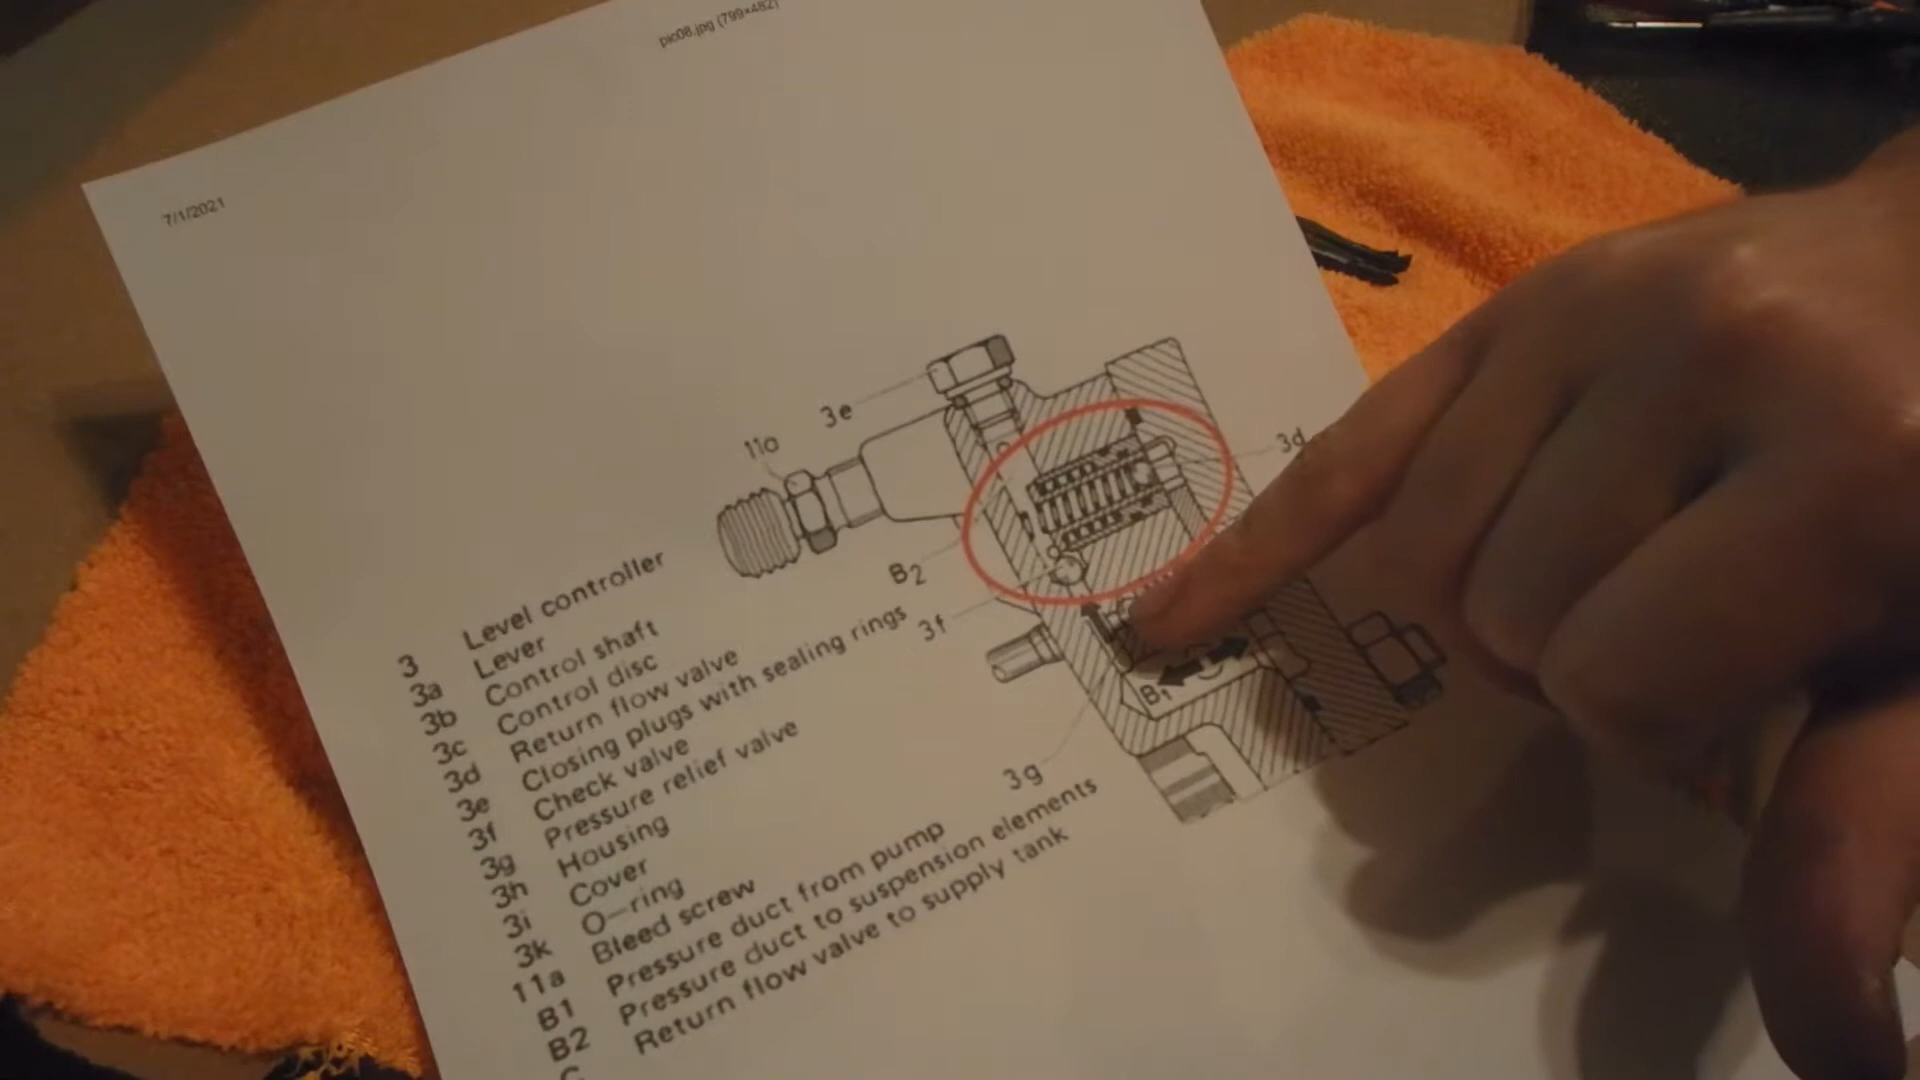 pic08.jpg (799×482)
7/1/2021
3e
11a
3d
B2
3f
B1
3g
3 Level controller
3a Lever
3b Control shaft
3c Control disc
3d Return flow valve
3e Closing plugs with sealing rings
3f Check valve
3g Pressure relief valve
3h Housing
3i Cover
3k O-ring
11a Bleed screw
B1 Pressure duct from pump
B2 Pressure duct to suspension elements
C Return flow valve to supply tank